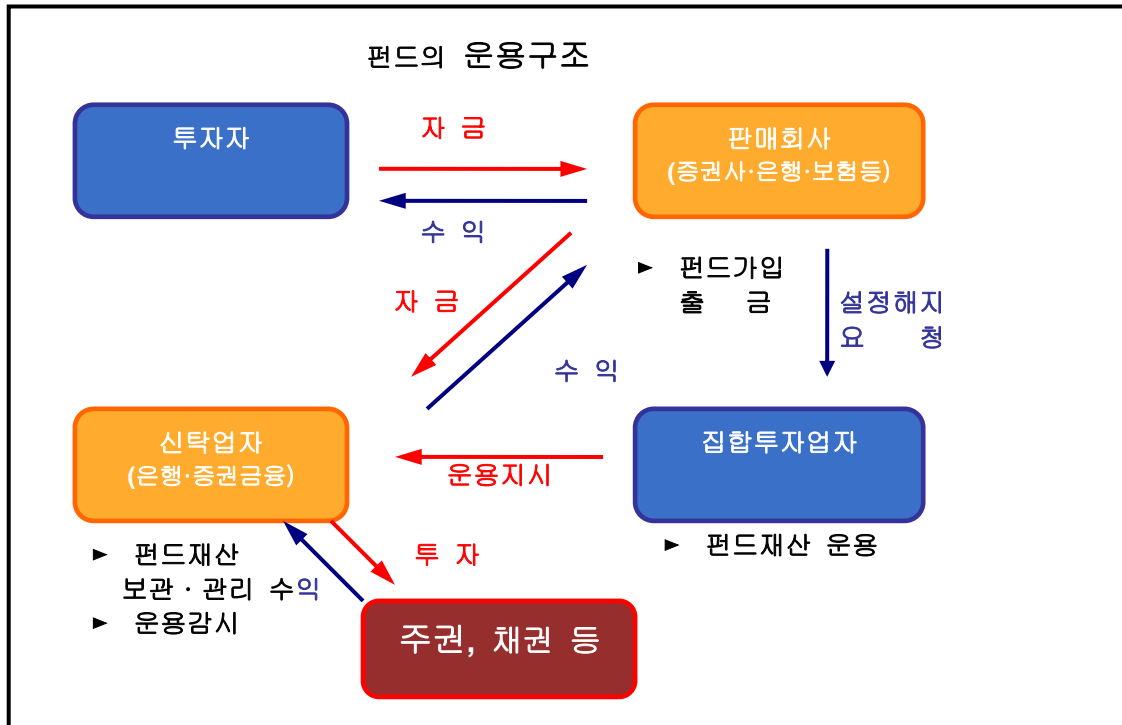 펀드의 운용구조
투자자
자 금
판매회사
(증권사·은행·보험등)
수 익
자 금
► 펀드가입
출 금
설정해지
요 청
수 익
신탁업자
(은행·증권금융)
집합투자업자
운용지시
► 펀드재산 운용
► 펀드재산
보관 · 관리 수익
► 운용감시
투 자
주권, 채권 등